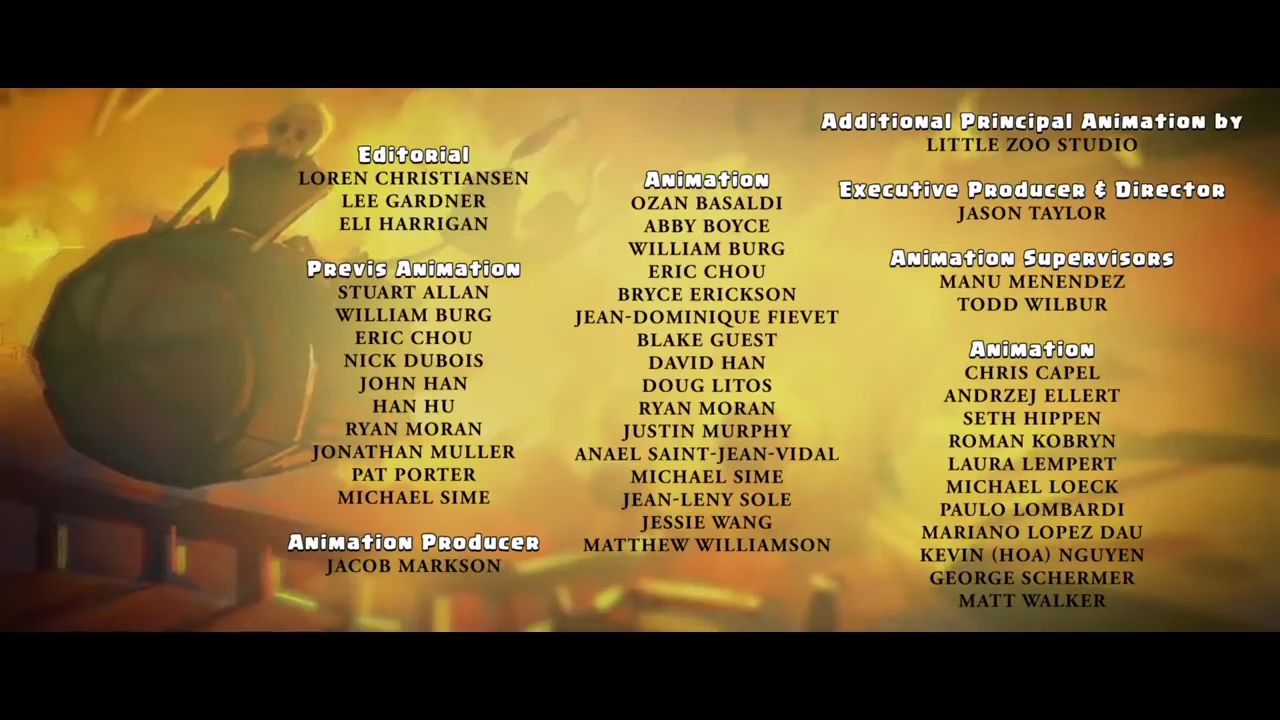 Editorial
LOREN CHRISTIANSEN
LEE GARDNER
ELI HARRIGAN
Previs Animation
STUART ALLAN
WILLIAM BURG
ERIC CHOU
NICK DUBOIS
JOHN HAN
HAN HU
RYAN MORAN
JONATHAN MULLER
PAT PORTER
MICHAEL SIME
Animation Producer
JACOB MARKSON
Animation
OZAN BASALDI
ABBY BOYCE
WILLIAM BURG
ERIC CHOU
BRYCE ERICKSON
JEAN-DOMINIQUE FIEVET
BLAKE GUEST
DAVID HAN
DOUG LITOS
RYAN MORAN
JUSTIN MURPHY
ANAEL SAINT-JEAN-VIDAL
MICHAEL SIME
JEAN-LENY SOLE
JESSIE WANG
MATTHEW WILLIAMSON
Additional Principal Animation by
LITTLE ZOO STUDIO
Executive Producer & Director
JASON TAYLOR
Animation Supervisors
MANU MENENDEZ
TODD WILBUR
Animation
CHRIS CAPEL
ANDRZEJ ELLERT
SETH HIPPEN
ROMAN KOBRYN
LAURA LEMPERT
MICHAEL LOECK
PAULO LOMBARDI
MARIANO LOPEZ DAU
KEVIN (HOA) NGUYEN
GEORGE SCHERMER
MATT WALKER